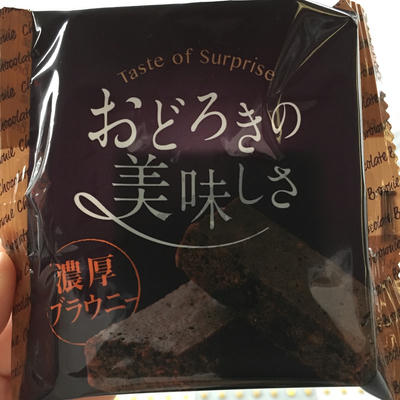 Taste of Surprise
おどろきの
美味しさ
濃厚
ブラウニー